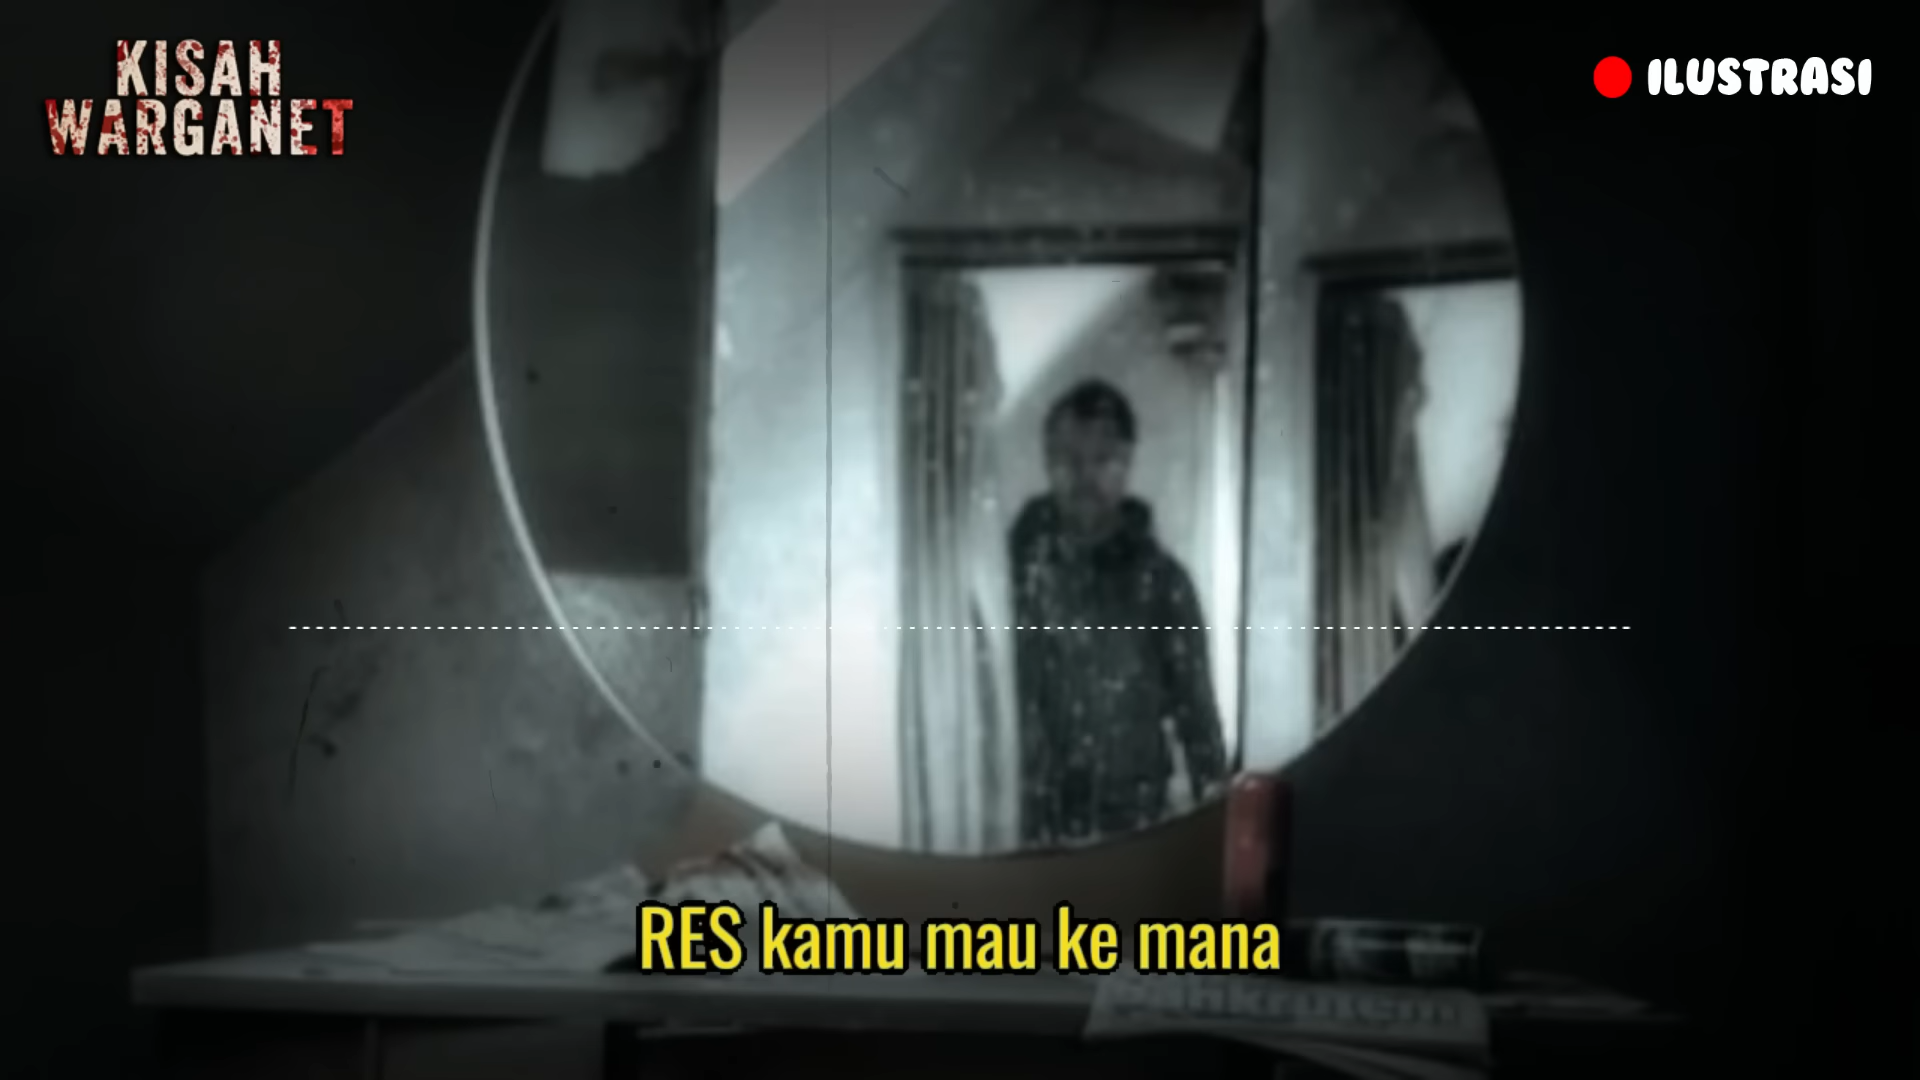 KISAH
WARGANET
ILUSTRASI
RES kamu mau ke mana